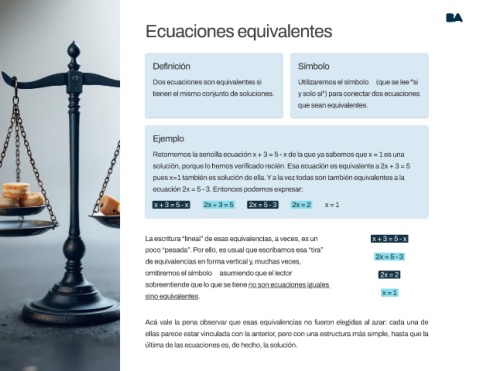 BA
Ecuaciones equivalentes
Definición
Dos ecuaciones son equivalentes si
tienen el mismo conjunto de soluciones.
Símbolo
Utilizaremos el símbolo (que se lee "si
y solo si") para conectar dos ecuaciones
que sean equivalentes.
Ejemplo
Retomemos la sencilla ecuación x + 3 = 5 - x de la que ya sabemos que x = 1 es una
solución, porque lo hemos verificado recién. Esa ecuación es equivalente a 2x + 3 = 5
pues x=1 también es solución de ella. Y a la vez todas son también equivalentes a la
ecuación 2x = 5 - 3. Entonces podemos expresar:
x + 3 = 5 - x 2x + 3 = 5 2x = 5 - 3 2x = 2 x = 1
La escritura "lineal" de esas equivalencias, a veces, es un
poco "pesada". Por ello, es usual que escribamos esa "tira"
de equivalencias en forma vertical y, muchas veces,
omitiremos el símbolo asumiendo que el lector
sobreentiende que lo que se tiene no son ecuaciones iguales
sino equivalentes.
x + 3 = 5 - x
2x = 5 - 3
2x = 2
x = 1
Acá vale la pena observar que esas equivalencias no fueron elegidas al azar: cada una de
ellas parece estar vinculada con la anterior, pero con una estructura más simple, hasta que la
última de las ecuaciones es, de hecho, la solución.